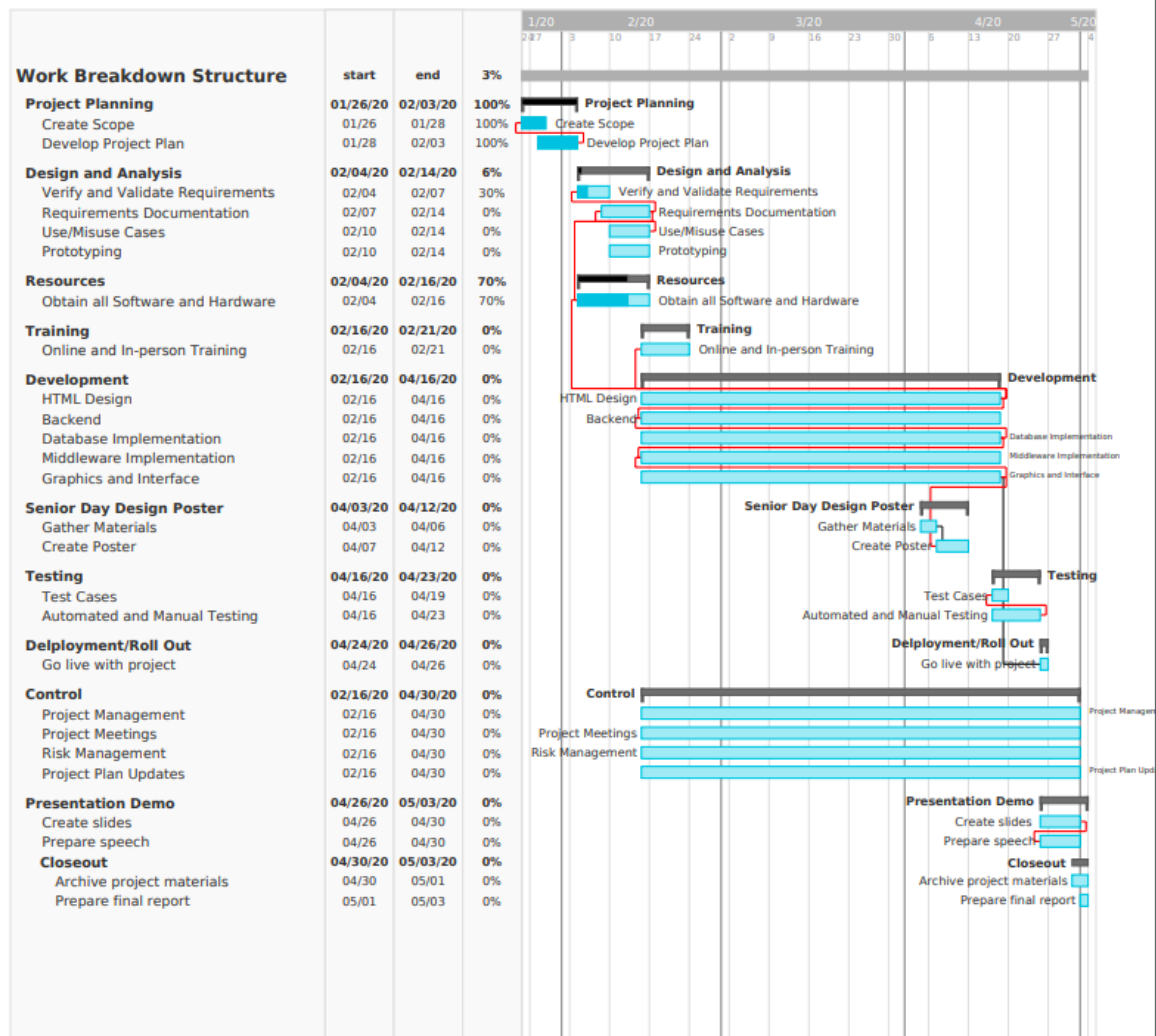 1/20 2/20 3/20 4/20 5/20
24 27 3 10 17 24 2 9 16 23 30 6 13 20 27 4
Work Breakdown Structure start end 3%
Project Planning 01/26/20 02/03/20 100% Project Planning
Create Scope 01/26 01/28 100% Create Scope
Develop Project Plan 01/28 02/03 100% Develop Project Plan
Design and Analysis 02/04/20 02/14/20 6% Design and Analysis
Verify and Validate Requirements 02/04 02/07 30% Verify and Validate Requirements
Requirements Documentation 02/07 02/14 0% Requirements Documentation
Use/Misuse Cases 02/10 02/14 0% Use/Misuse Cases
Prototyping 02/10 02/14 0% Prototyping
Resources 02/04/20 02/16/20 70% Resources
Obtain all Software and Hardware 02/04 02/16 70% Obtain all Software and Hardware
Training 02/16/20 02/21/20 0% Training
Online and In-person Training 02/16 02/21 0% Online and In-person Training
Development 02/16/20 04/16/20 0% Development
HTML Design 02/16 04/16 0% HTML Design
Backend 02/16 04/16 0% Backend
Database Implementation 02/16 04/16 0% Database Implementation
Middleware Implementation 02/16 04/16 0% Middleware Implementation
Graphics and Interface 02/16 04/16 0% Graphics and Interface
Senior Day Design Poster 04/03/20 04/12/20 0% Senior Day Design Poster
Gather Materials 04/03 04/06 0% Gather Materials
Create Poster 04/07 04/12 0% Create Poster
Testing 04/16/20 04/23/20 0% Testing
Test Cases 04/16 04/19 0% Test Cases
Automated and Manual Testing 04/16 04/23 0% Automated and Manual Testing
Delployment/Roll Out 04/24/20 04/26/20 0% Delployment/Roll Out
Go live with project 04/24 04/26 0% Go live with project
Control 02/16/20 04/30/20 0% Control
Project Management 02/16 04/30 0% Project Managem
Project Meetings 02/16 04/30 0% Project Meetings
Risk Management 02/16 04/30 0% Risk Management
Project Plan Updates 02/16 04/30 0% Project Plan Upda
Presentation Demo 04/26/20 05/03/20 0% Presentation Demo
Create slides 04/26 04/30 0% Create slides
Prepare speech 04/26 04/30 0% Prepare speech
Closeout 04/30/20 05/03/20 0% Closeout
Archive project materials 04/30 05/01 0% Archive project materials
Prepare final report 05/01 05/03 0% Prepare final report